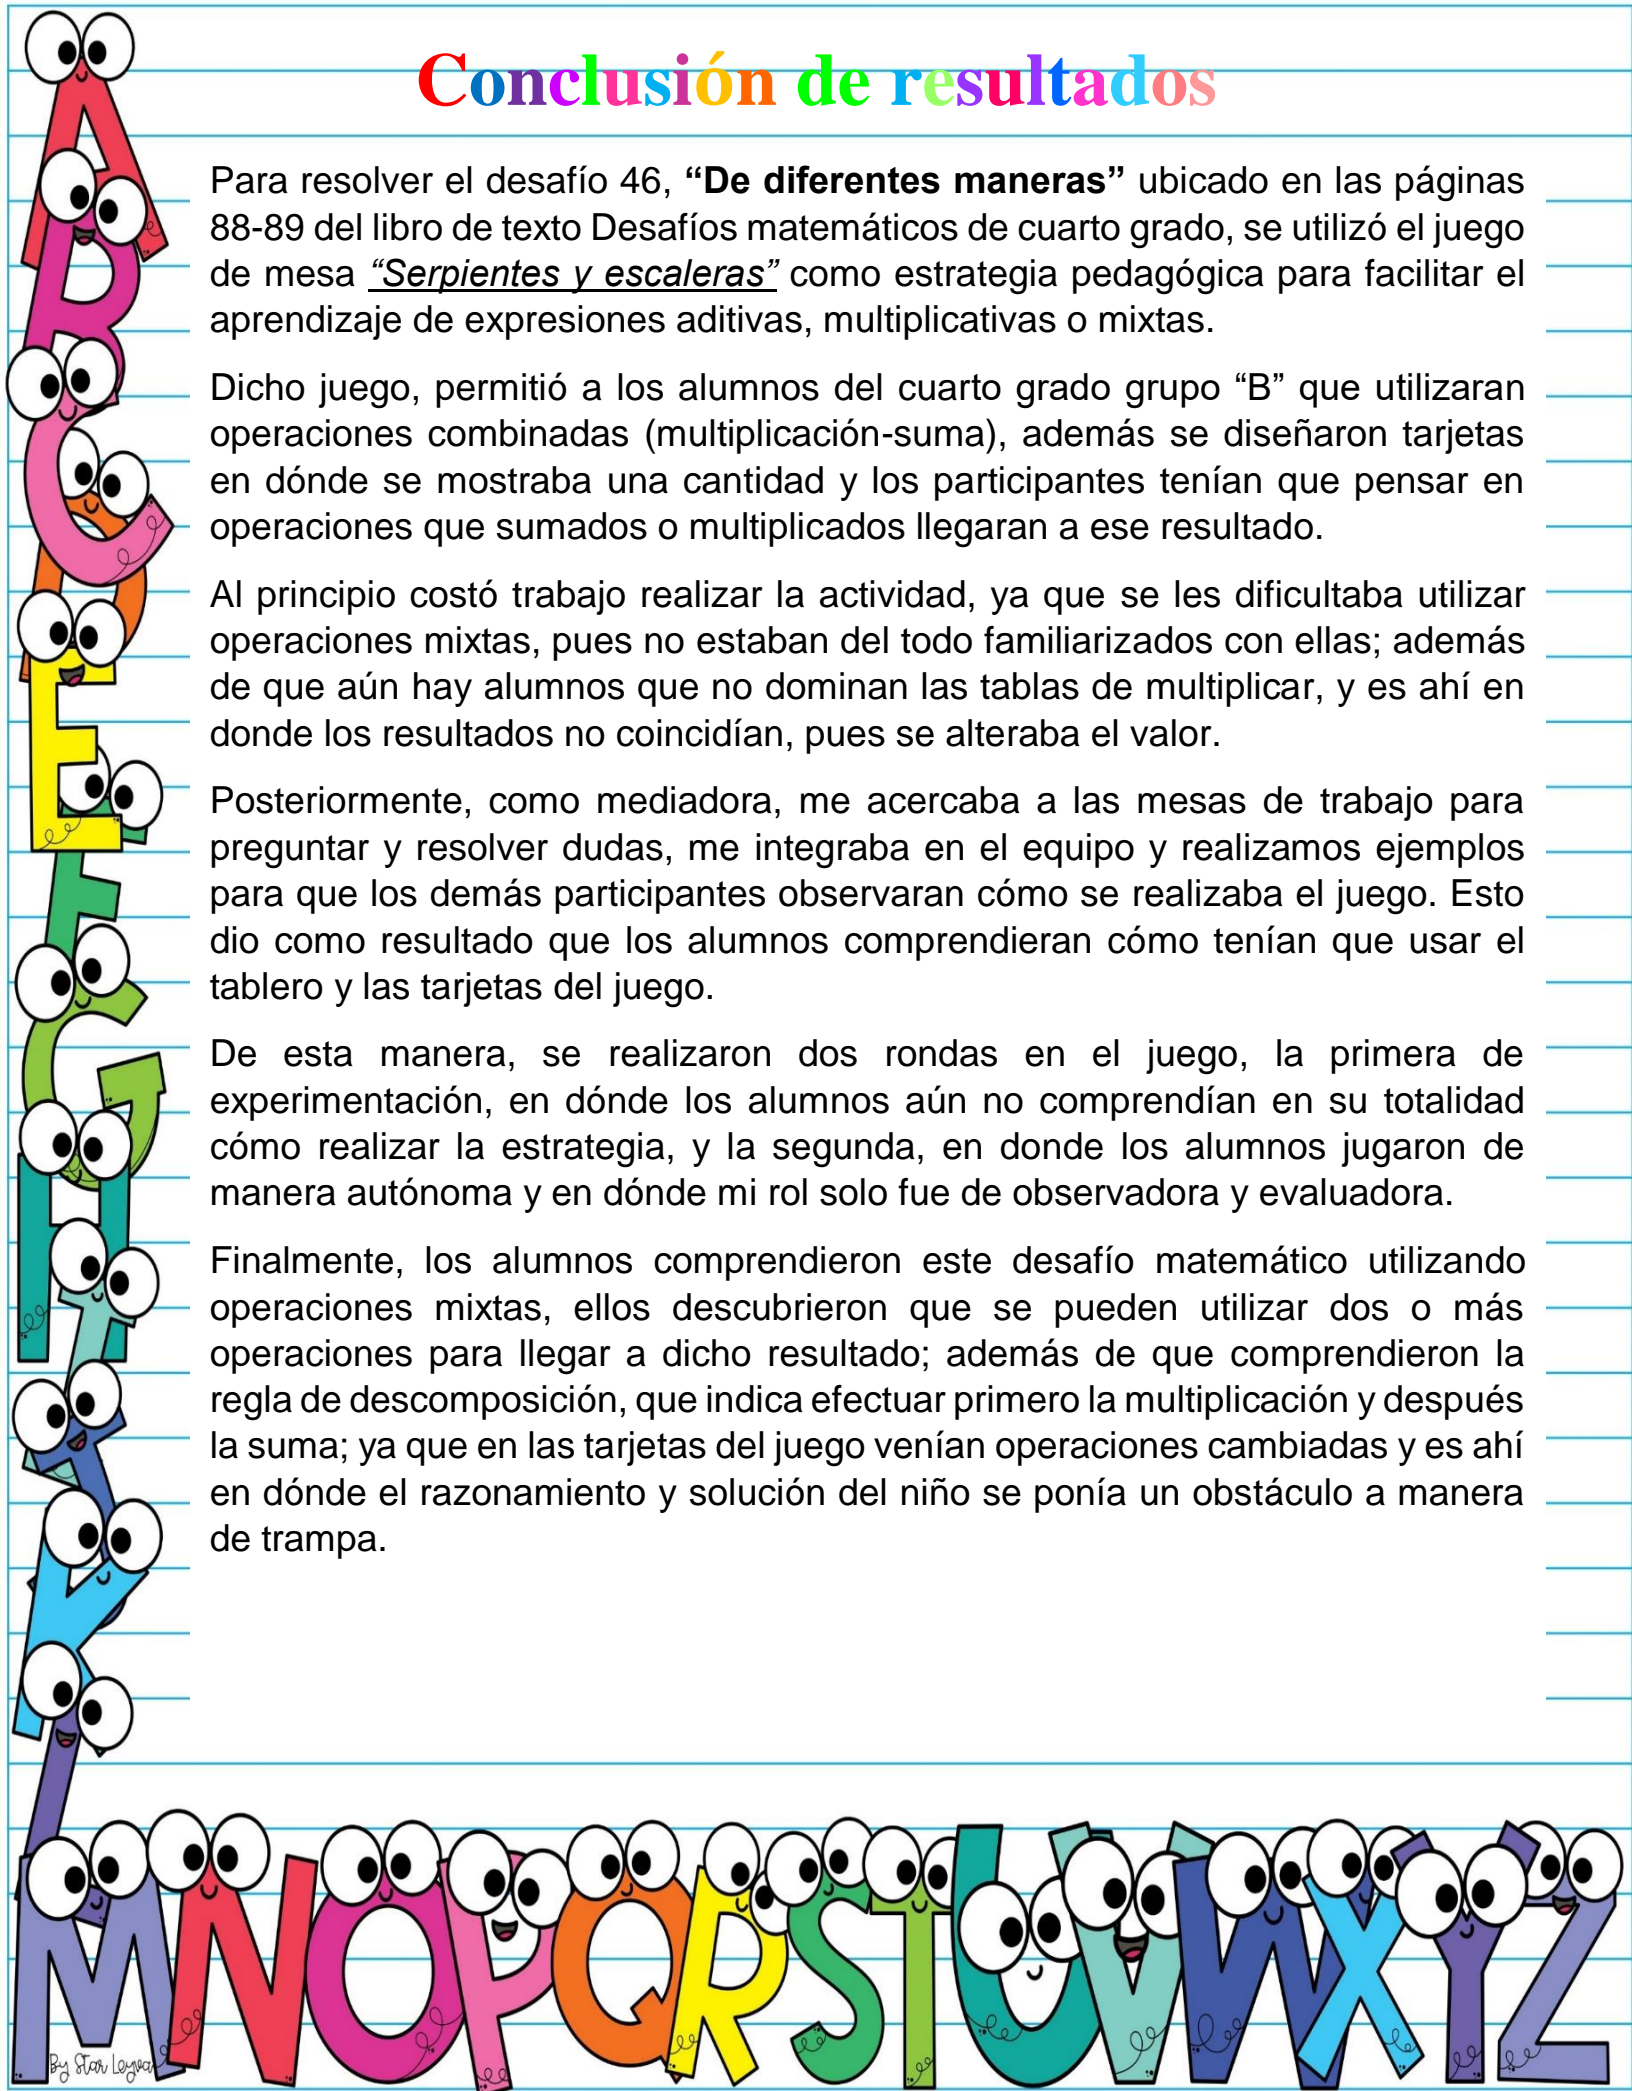 Conclusión de resultados
Para resolver el desafío 46, “De diferentes maneras” ubicado en las páginas
88-89 del libro de texto Desafíos matemáticos de cuarto grado, se utilizó el juego
de mesa “Serpientes y escaleras” como estrategia pedagógica para facilitar el
aprendizaje de expresiones aditivas, multiplicativas o mixtas.
Dicho juego, permitió a los alumnos del cuarto grado grupo “B” que utilizaran
operaciones combinadas (multiplicación-suma), además se diseñaron tarjetas
en dónde se mostraba una cantidad y los participantes tenían que pensar en
operaciones que sumados o multiplicados llegaran a ese resultado.
Al principio costó trabajo realizar la actividad, ya que se les dificultaba utilizar
operaciones mixtas, pues no estaban del todo familiarizados con ellas; además
de que aún hay alumnos que no dominan las tablas de multiplicar, y es ahí en
donde los resultados no coincidían, pues se alteraba el valor.
Posteriormente, como mediadora, me acercaba a las mesas de trabajo para
preguntar y resolver dudas, me integraba en el equipo y realizamos ejemplos
para que los demás participantes observaran cómo se realizaba el juego. Esto
dio como resultado que los alumnos comprendieran cómo tenían que usar el
tablero y las tarjetas del juego.
De esta manera, se realizaron dos rondas en el juego, la primera de
experimentación, en dónde los alumnos aún no comprendían en su totalidad
cómo realizar la estrategia, y la segunda, en donde los alumnos jugaron de
manera autónoma y en dónde mi rol solo fue de observadora y evaluadora.
Finalmente, los alumnos comprendieron este desafío matemático utilizando
operaciones mixtas, ellos descubrieron que se pueden utilizar dos o más
operaciones para llegar a dicho resultado; además de que comprendieron la
regla de descomposición, que indica efectuar primero la multiplicación y después
la suma; ya que en las tarjetas del juego venían operaciones cambiadas y es ahí
en dónde el razonamiento y solución del niño se ponía un obstáculo a manera
de trampa.
A
B
C
D
E
F
G
H
I
J
K
L
M N O P Q R S T U V W X Y Z
By Star Leyva